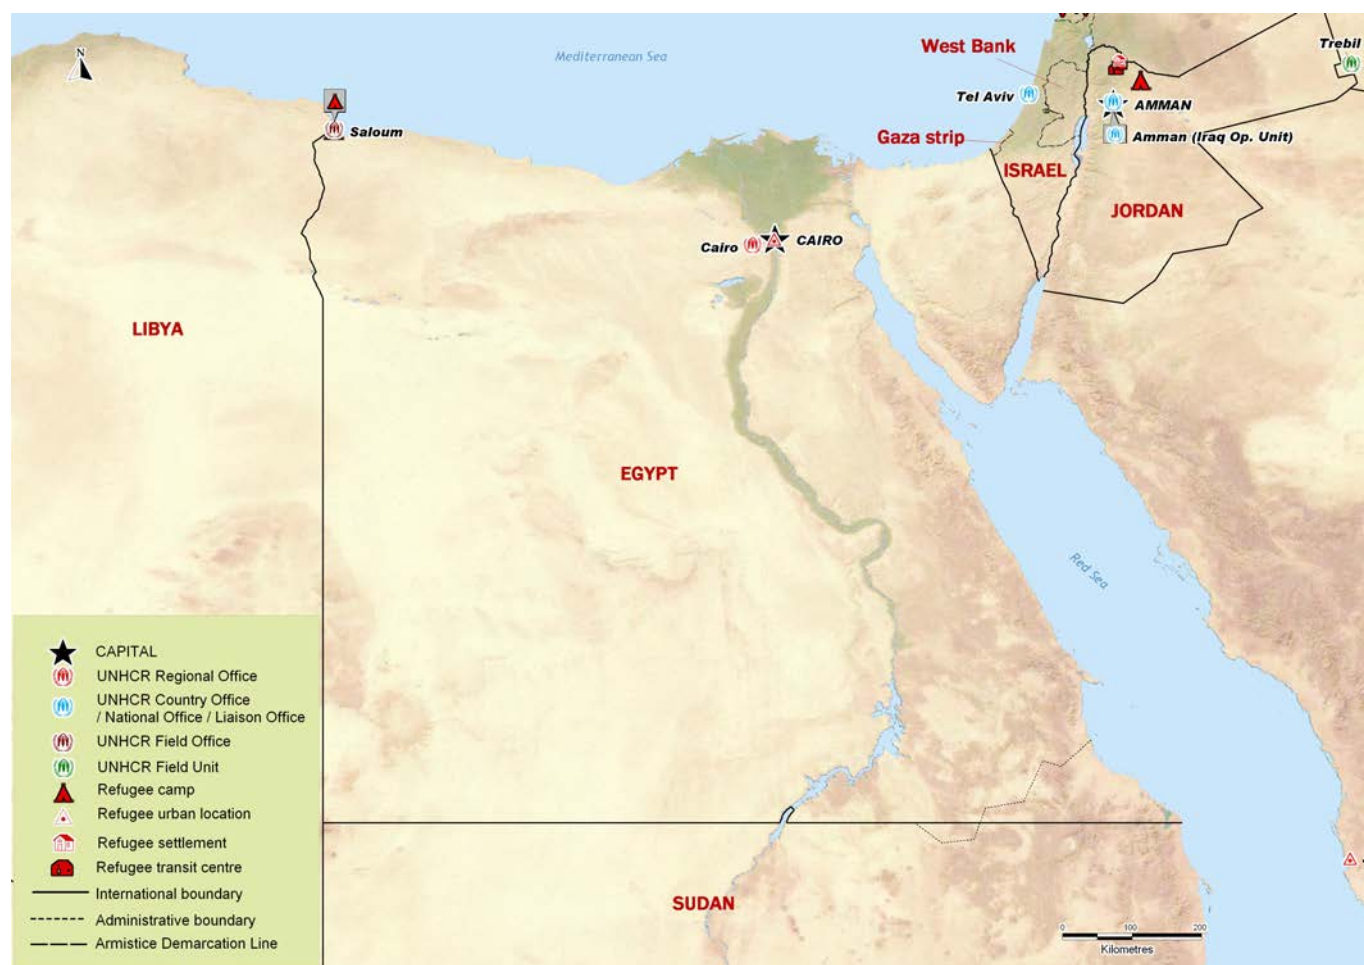 N
Mediterranean Sea
West Bank
Trebil
Tel Aviv
AMMAN
Saloum
Gaza strip
Amman (Iraq Op. Unit)
ISRAEL
JORDAN
Cairo
CAIRO
LIBYA
EGYPT
Red Sea
SUDAN
CAPITAL
UNHCR Regional Office
UNHCR Country Office
/ National Office / Liaison Office
UNHCR Field Office
UNHCR Field Unit
Refugee camp
Refugee urban location
Refugee settlement
Refugee transit centre
International boundary
Administrative boundary
Armistice Demarcation Line
0 100 200
Kilometres